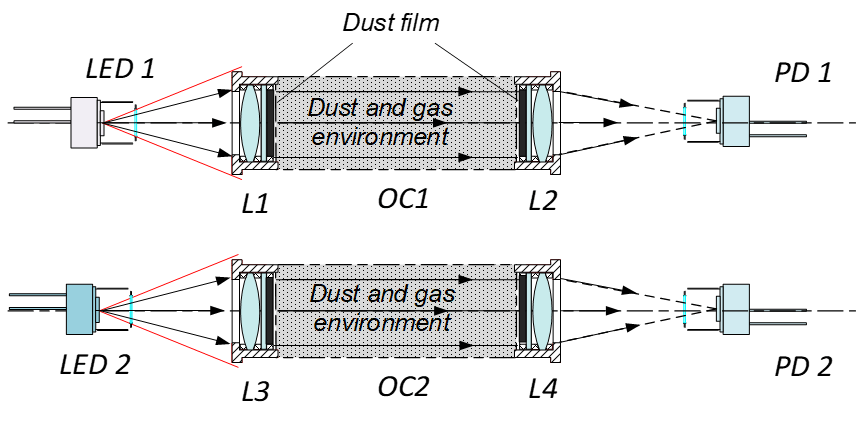 Dust film
LED 1
PD 1
Dust and gas
environment
L1
OC1
L2
Dust and gas
environment
LED 2
PD 2
L3
OC2
L4